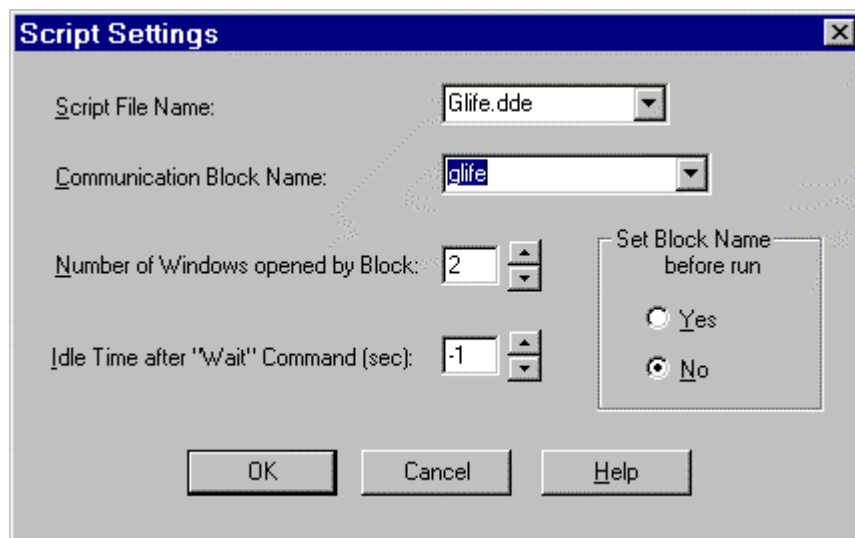 Script Settings
Script File Name:
Glife.dde
Communication Block Name:
glife
Number of Windows opened by Block:
2
Set Block Name
before run
Yes
Idle Time after "Wait" Command (sec):
-1
No
OK
Cancel
Help